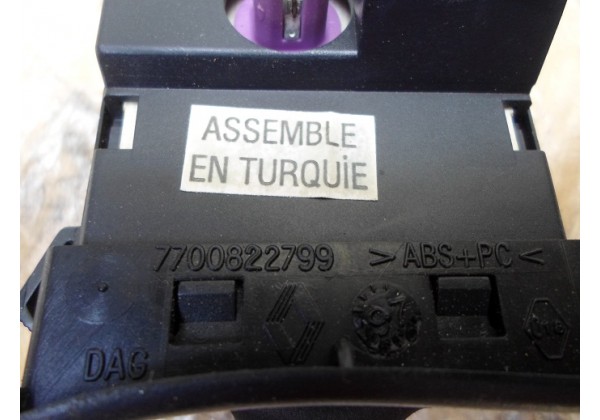 ASSEMBLE
EN TURQUiE
7700822799 >ABS+PC<
DAG